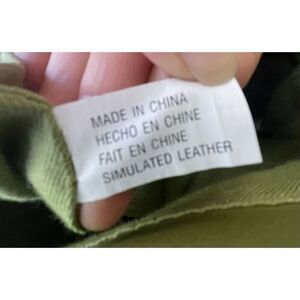 MADE IN CHINA
HECHO EN CHINE
FAIT EN CHINE
SIMULATED LEATHER